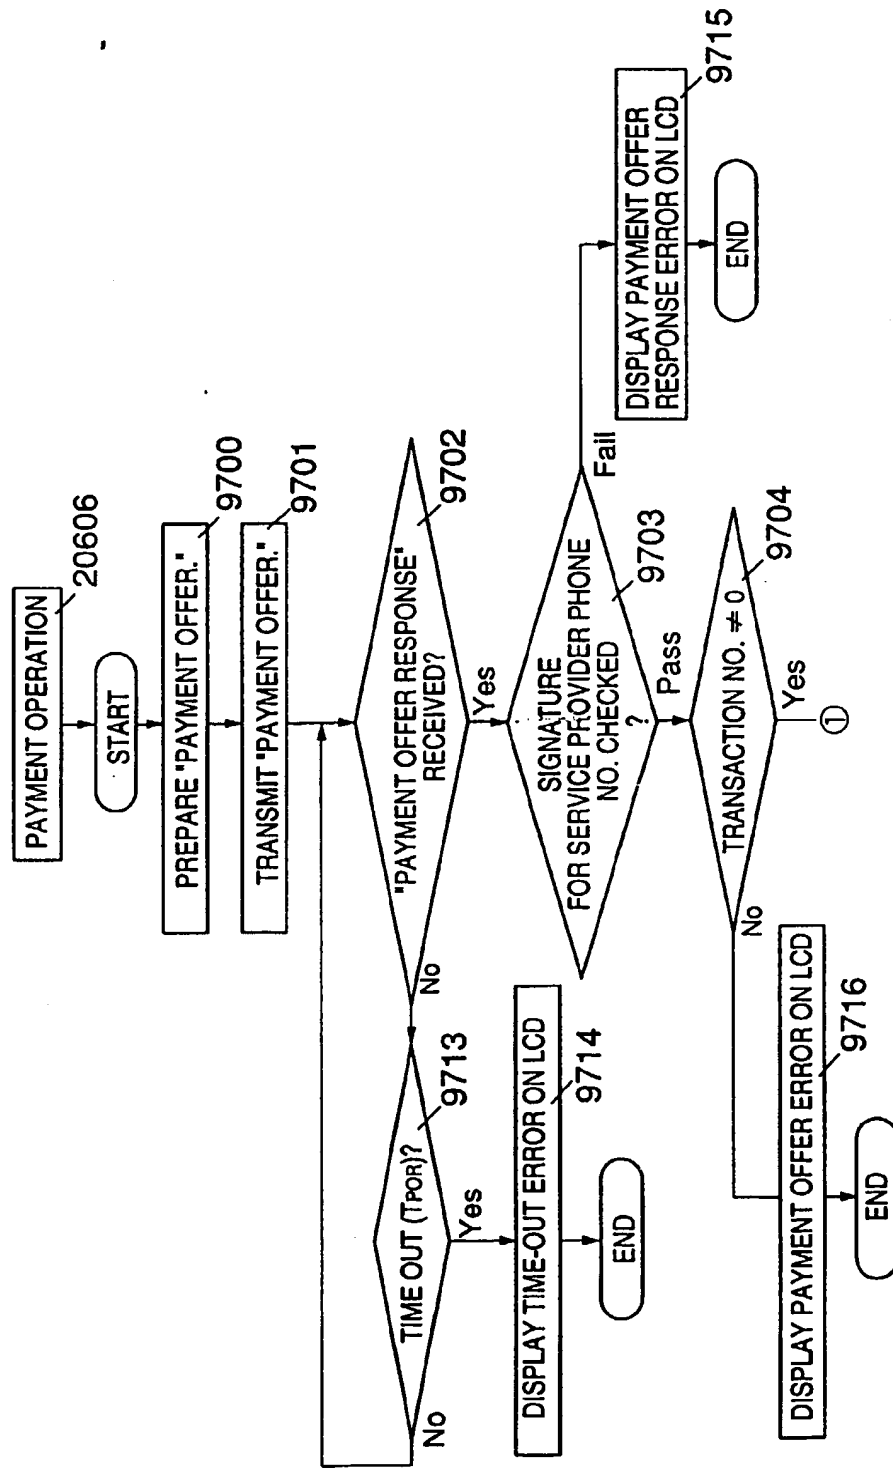 PAYMENT OPERATION
20606
START
PREPARE "PAYMENT OFFER."
9700
TRANSMIT "PAYMENT OFFER."
9701
"PAYMENT OFFER RESPONSE"
RECEIVED?
9702
No
Yes
TIME OUT (TPOR)?
9713
No
Yes
DISPLAY TIME-OUT ERROR ON LCD
9714
END
SIGNATURE
FOR SERVICE PROVIDER PHONE
NO. CHECKED
?
9703
Fail
Pass
DISPLAY PAYMENT OFFER
RESPONSE ERROR ON LCD
9715
END
TRANSACTION NO. ≠ 0
9704
No
Yes
1
DISPLAY PAYMENT OFFER ERROR ON LCD
9716
END